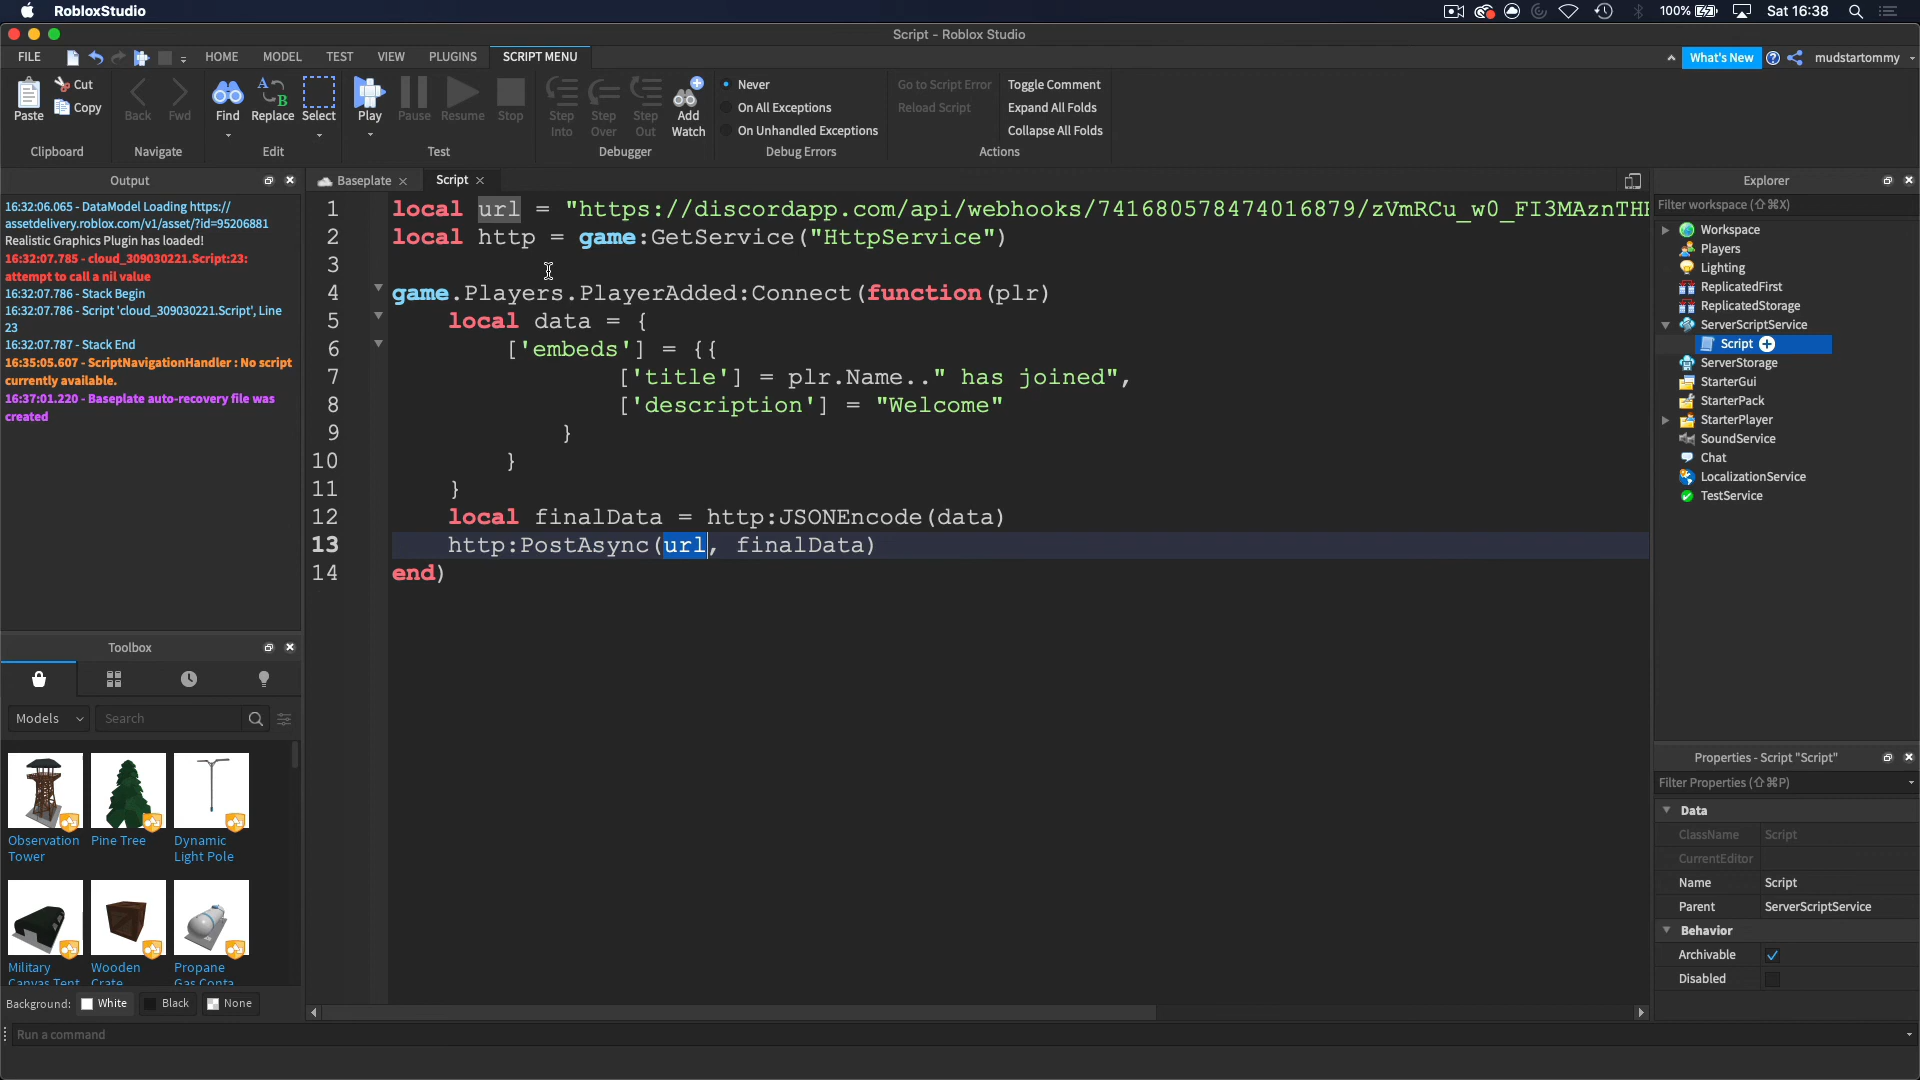 RobloxStudio
100%
Sat 16:38
Script - Roblox Studio
FILE
HOME
MODEL
TEST
VIEW
PLUGINS
SCRIPT MENU
What's New
mudstartommy
Paste
Cut
Copy
Clipboard
Back
Fwd
Navigate
Find
Replace
Select
Edit
Play
Pause
Resume
Stop
Test
Step Into
Step Over
Step Out
Add Watch
Debugger
Never
On All Exceptions
On Unhandled Exceptions
Debug Errors
Go to Script Error
Reload Script
Toggle Comment
Expand All Folds
Collapse All Folds
Actions
Output
16:32:06.065 - DataModel Loading https://
assetdelivery.roblox.com/v1/asset/?id=95206881
Realistic Graphics Plugin has loaded!
16:32:07.785 - cloud_309030221.Script:23:
attempt to call a nil value
16:32:07.786 - Stack Begin
16:32:07.786 - Script 'cloud_309030221.Script', Line
23
16:32:07.787 - Stack End
16:35:05.607 - ScriptNavigationHandler : No script
currently available.
16:37:01.220 - Baseplate auto-recovery file was
created
Baseplate
Script
1 local url = "https://discordapp.com/api/webhooks/741680578474016879/zVmRCu_w0_FI3MAznTH
2 local http = game:GetService("HttpService")
3
4 game.Players.PlayerAdded:Connect(function(plr)
5 local data = {
6 ['embeds'] = {{
7 ['title'] = plr.Name.." has joined",
8 ['description'] = "Welcome"
9 }
10 }
11 }
12 local finalData = http:JSONEncode(data)
13 http:PostAsync(url, finalData)
14 end)
Explorer
Filter workspace (⇧⌘X)
Workspace
Players
Lighting
ReplicatedFirst
ReplicatedStorage
ServerScriptService
Script
ServerStorage
StarterGui
StarterPack
StarterPlayer
SoundService
Chat
LocalizationService
TestService
Toolbox
Models
Search
Observation Tower
Pine Tree
Dynamic Light Pole
Military Canvas Tent
Wooden Crate
Propane Gas Conta
Background:
White
Black
None
Properties - Script "Script"
Filter Properties (⇧⌘P)
Data
ClassName Script
CurrentEditor
Name Script
Parent ServerScriptService
Behavior
Archivable
Disabled
Run a command